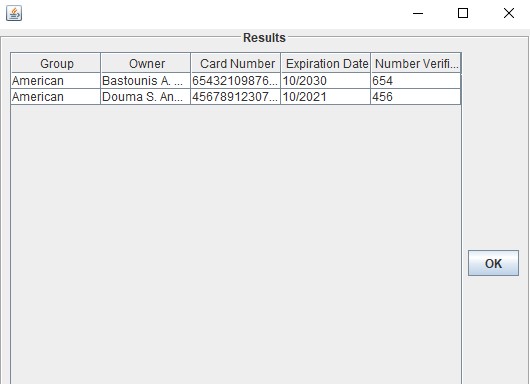 Results
Group Owner Card Number Expiration Date Number Verifi...
American Bastounis A. ... 65432109876... 10/2030 654
American Douma S. An... 45678912307... 10/2021 456
OK